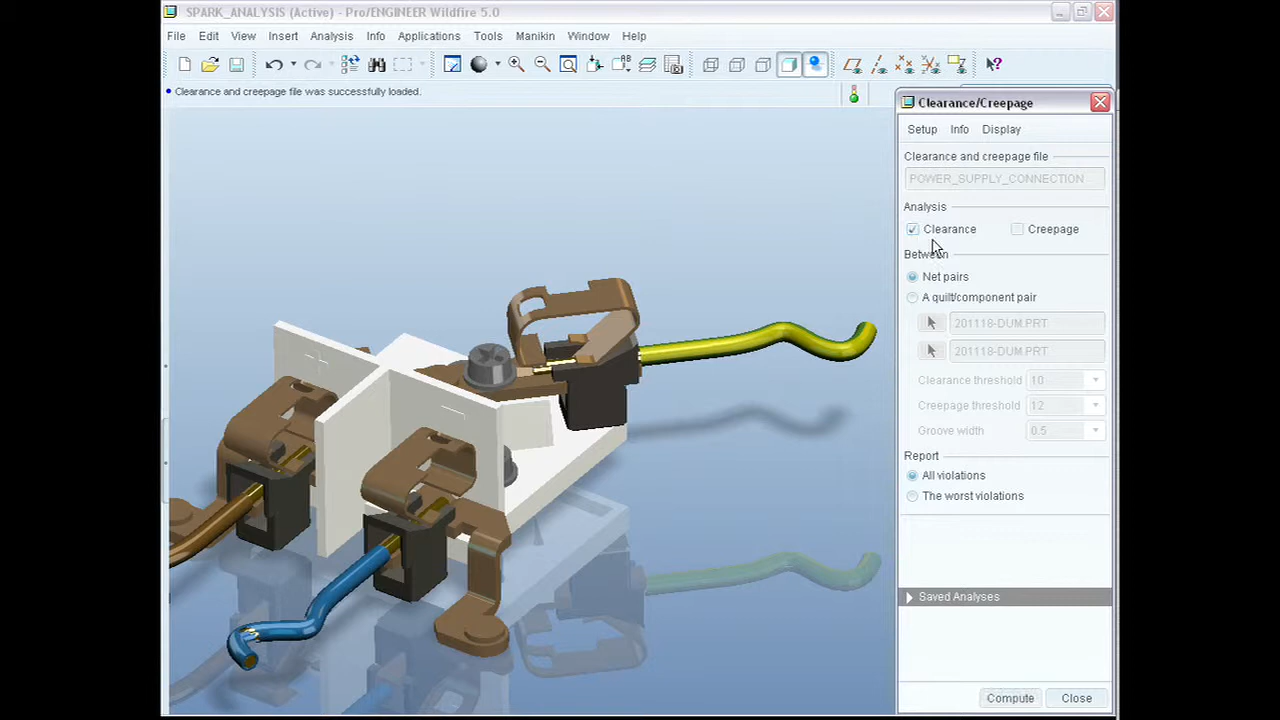 SPARK_ANALYSIS (Active) - Pro/ENGINEER Wildfire 5.0
File Edit View Insert Analysis Info Applications Tools Manikin Window Help
Clearance and creepage file was successfully loaded.
Clearance/Creepage
Setup Info Display
Clearance and creepage file
POWER_SUPPLY_CONNECTION
Analysis
Clearance Creepage
Between
Net pairs
A quilt/component pair
201118-DUM.PRT
201118-DUM.PRT
Clearance threshold 10
Creepage threshold 12
Groove width 0.5
Report
All violations
The worst violations
Saved Analyses
Compute Close